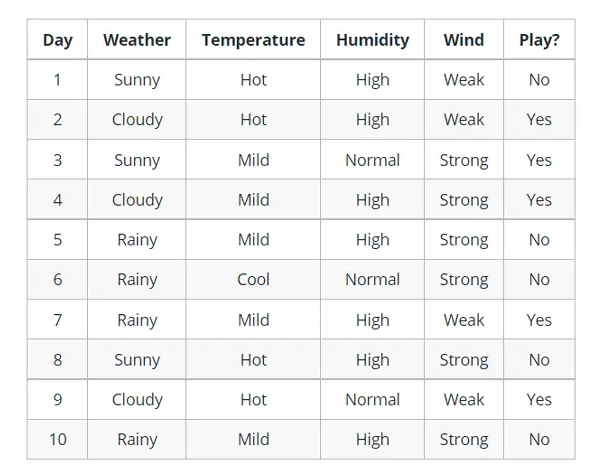 Day Weather Temperature Humidity Wind Play?
1 Sunny Hot High Weak No
2 Cloudy Hot High Weak Yes
3 Sunny Mild Normal Strong Yes
4 Cloudy Mild High Strong Yes
5 Rainy Mild High Strong No
6 Rainy Cool Normal Strong No
7 Rainy Mild High Weak Yes
8 Sunny Hot High Strong No
9 Cloudy Hot Normal Weak Yes
10 Rainy Mild High Strong No